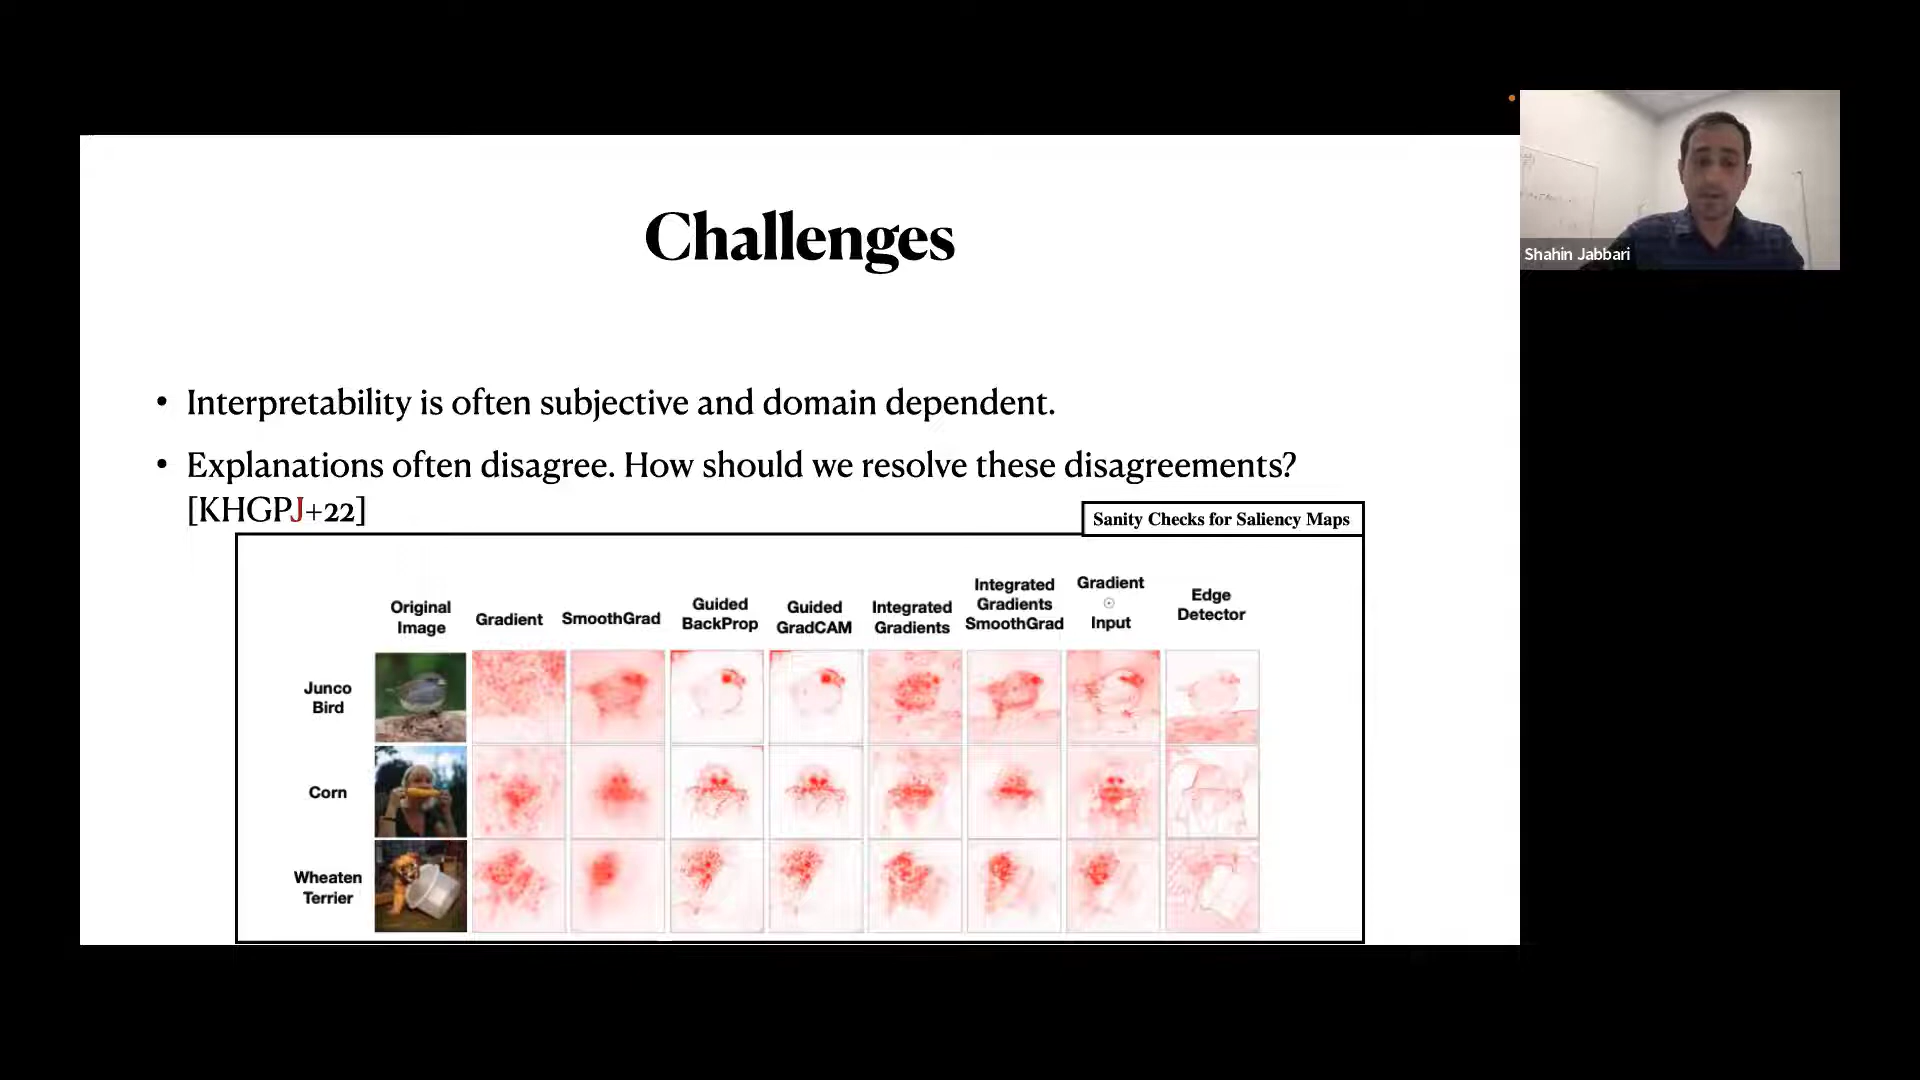 Challenges
Shahin Jabbari
• Interpretability is often subjective and domain dependent.
• Explanations often disagree. How should we resolve these disagreements?
[KHGPJ+22]
Sanity Checks for Saliency Maps
Original
Image
Gradient
SmoothGrad
Guided
BackProp
Guided
GradCAM
Integrated
Gradients
Integrated
Gradients
SmoothGrad
Gradient
⊙
Input
Edge
Detector
Junco
Bird
Corn
Wheaten
Terrier